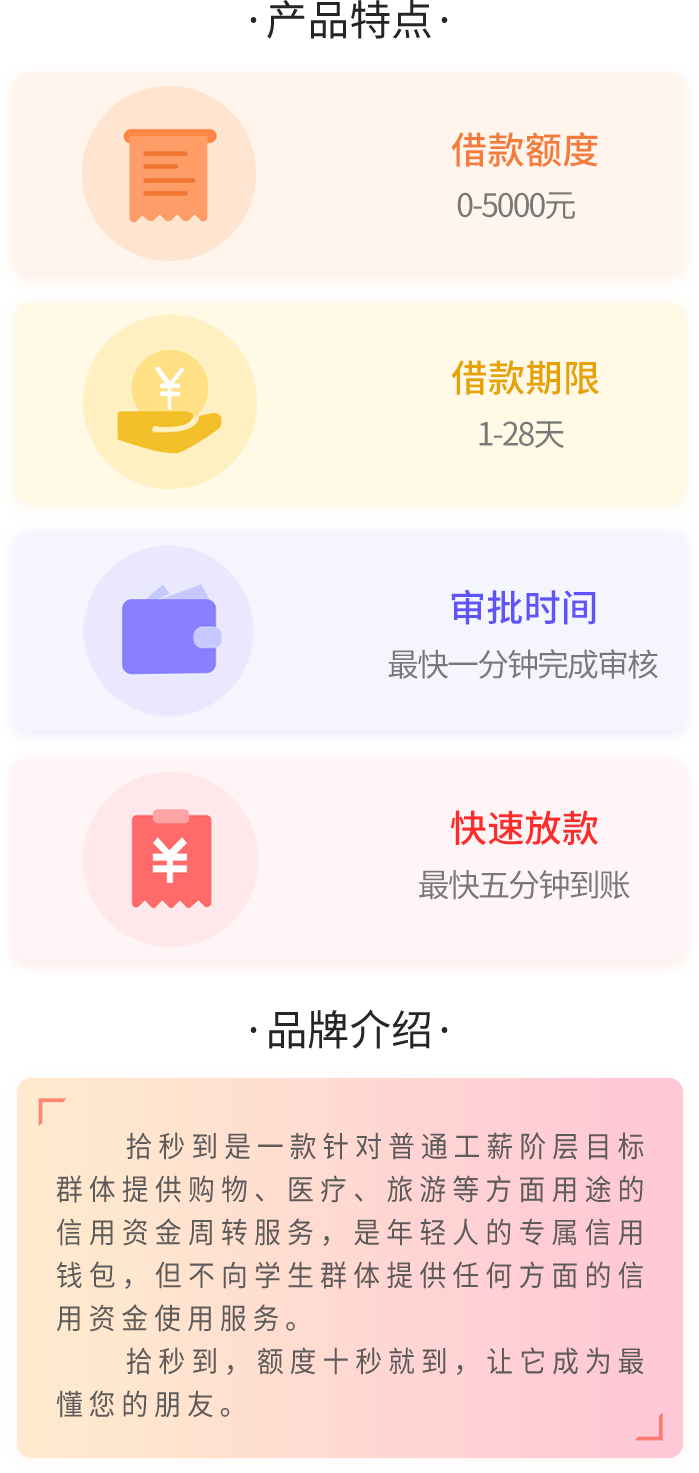 ·产品特点·
借款额度
0-5000元
¥
借款期限
1-28天
审批时间
最快一分钟完成审核
¥
快速放款
最快五分钟到账
·品牌介绍·
拾秒到是一款针对普通工薪阶层目标
群体提供购物、医疗、旅游等方面用途的
信用资金周转服务，是年轻人的专属信用
钱包，但不向学生群体提供任何方面的信
用资金使用服务。
拾秒到，额度十秒就到，让它成为最
懂您的朋友。